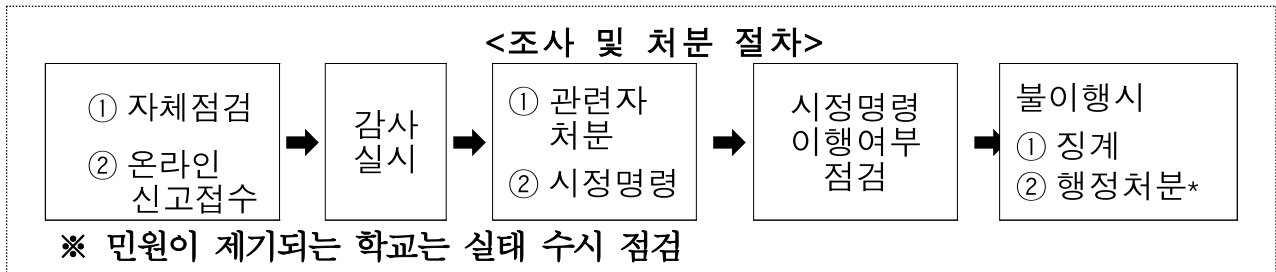 <조사 및 처분 절차>
① 자체점검
② 온라인
신고접수
감사
실시
① 관련자
처분
② 시정명령
시정명령
이행여부
점검
불이행시
① 징계
② 행정처분*
※ 민원이 제기되는 학교는 실태 수시 점검